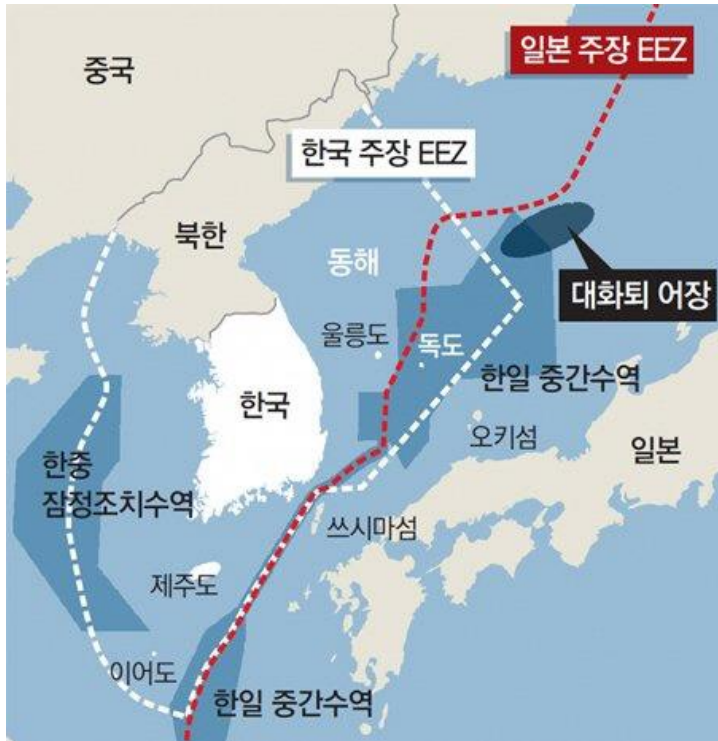 일본 주장 EEZ
중국
한국 주장 EEZ
북한
동해
대화퇴 어장
울릉도
독도
한일 중간수역
한국
오키섬
일본
한중
잠정조치수역
쓰시마섬
제주도
이어도
한일 중간수역